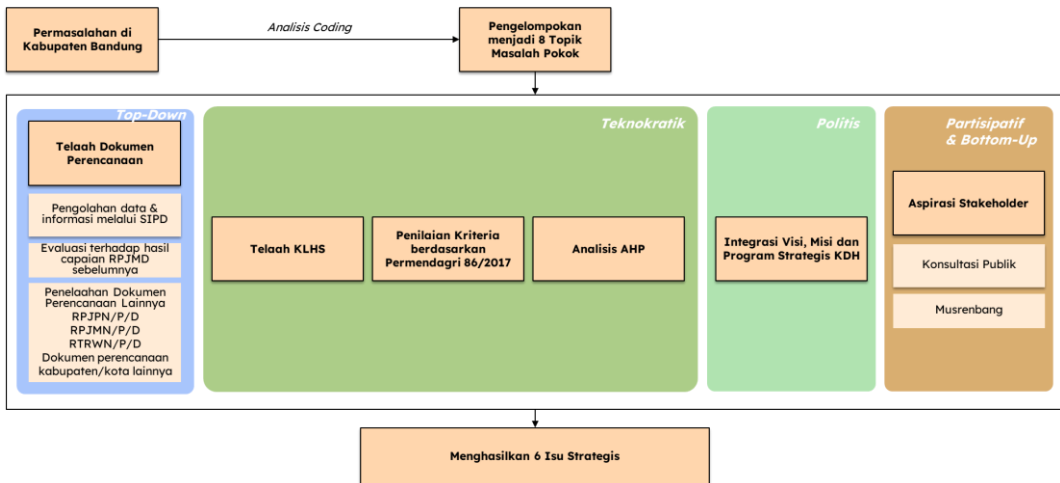 Permasalahan di
Kabupaten Bandung
Analisis Coding
Pengelompokan
menjadi 8 Topik
Masalah Pokok
Top-Down
Telaah Dokumen
Perencanaan
Pengolahan data &
informasi melalui SIPD
Evaluasi terhadap hasil
capaian RPJMD
sebelumnya
Penelaahan Dokumen
Perencanaan Lainnya
RPJPN/P/D
RPJMN/P/D
RTRWN/P/D
Dokumen perencanaan
kabupaten/kota lainnya
Teknokratik
Telaah KLHS
Penilaian Kriteria
berdasarkan
Permendagri 86/2017
Analisis AHP
Politis
Integrasi Visi, Misi dan
Program Strategis KDH
Partisipatif
& Bottom-Up
Aspirasi Stakeholder
Konsultasi Publik
Musrenbang
Menghasilkan 6 Isu Strategis